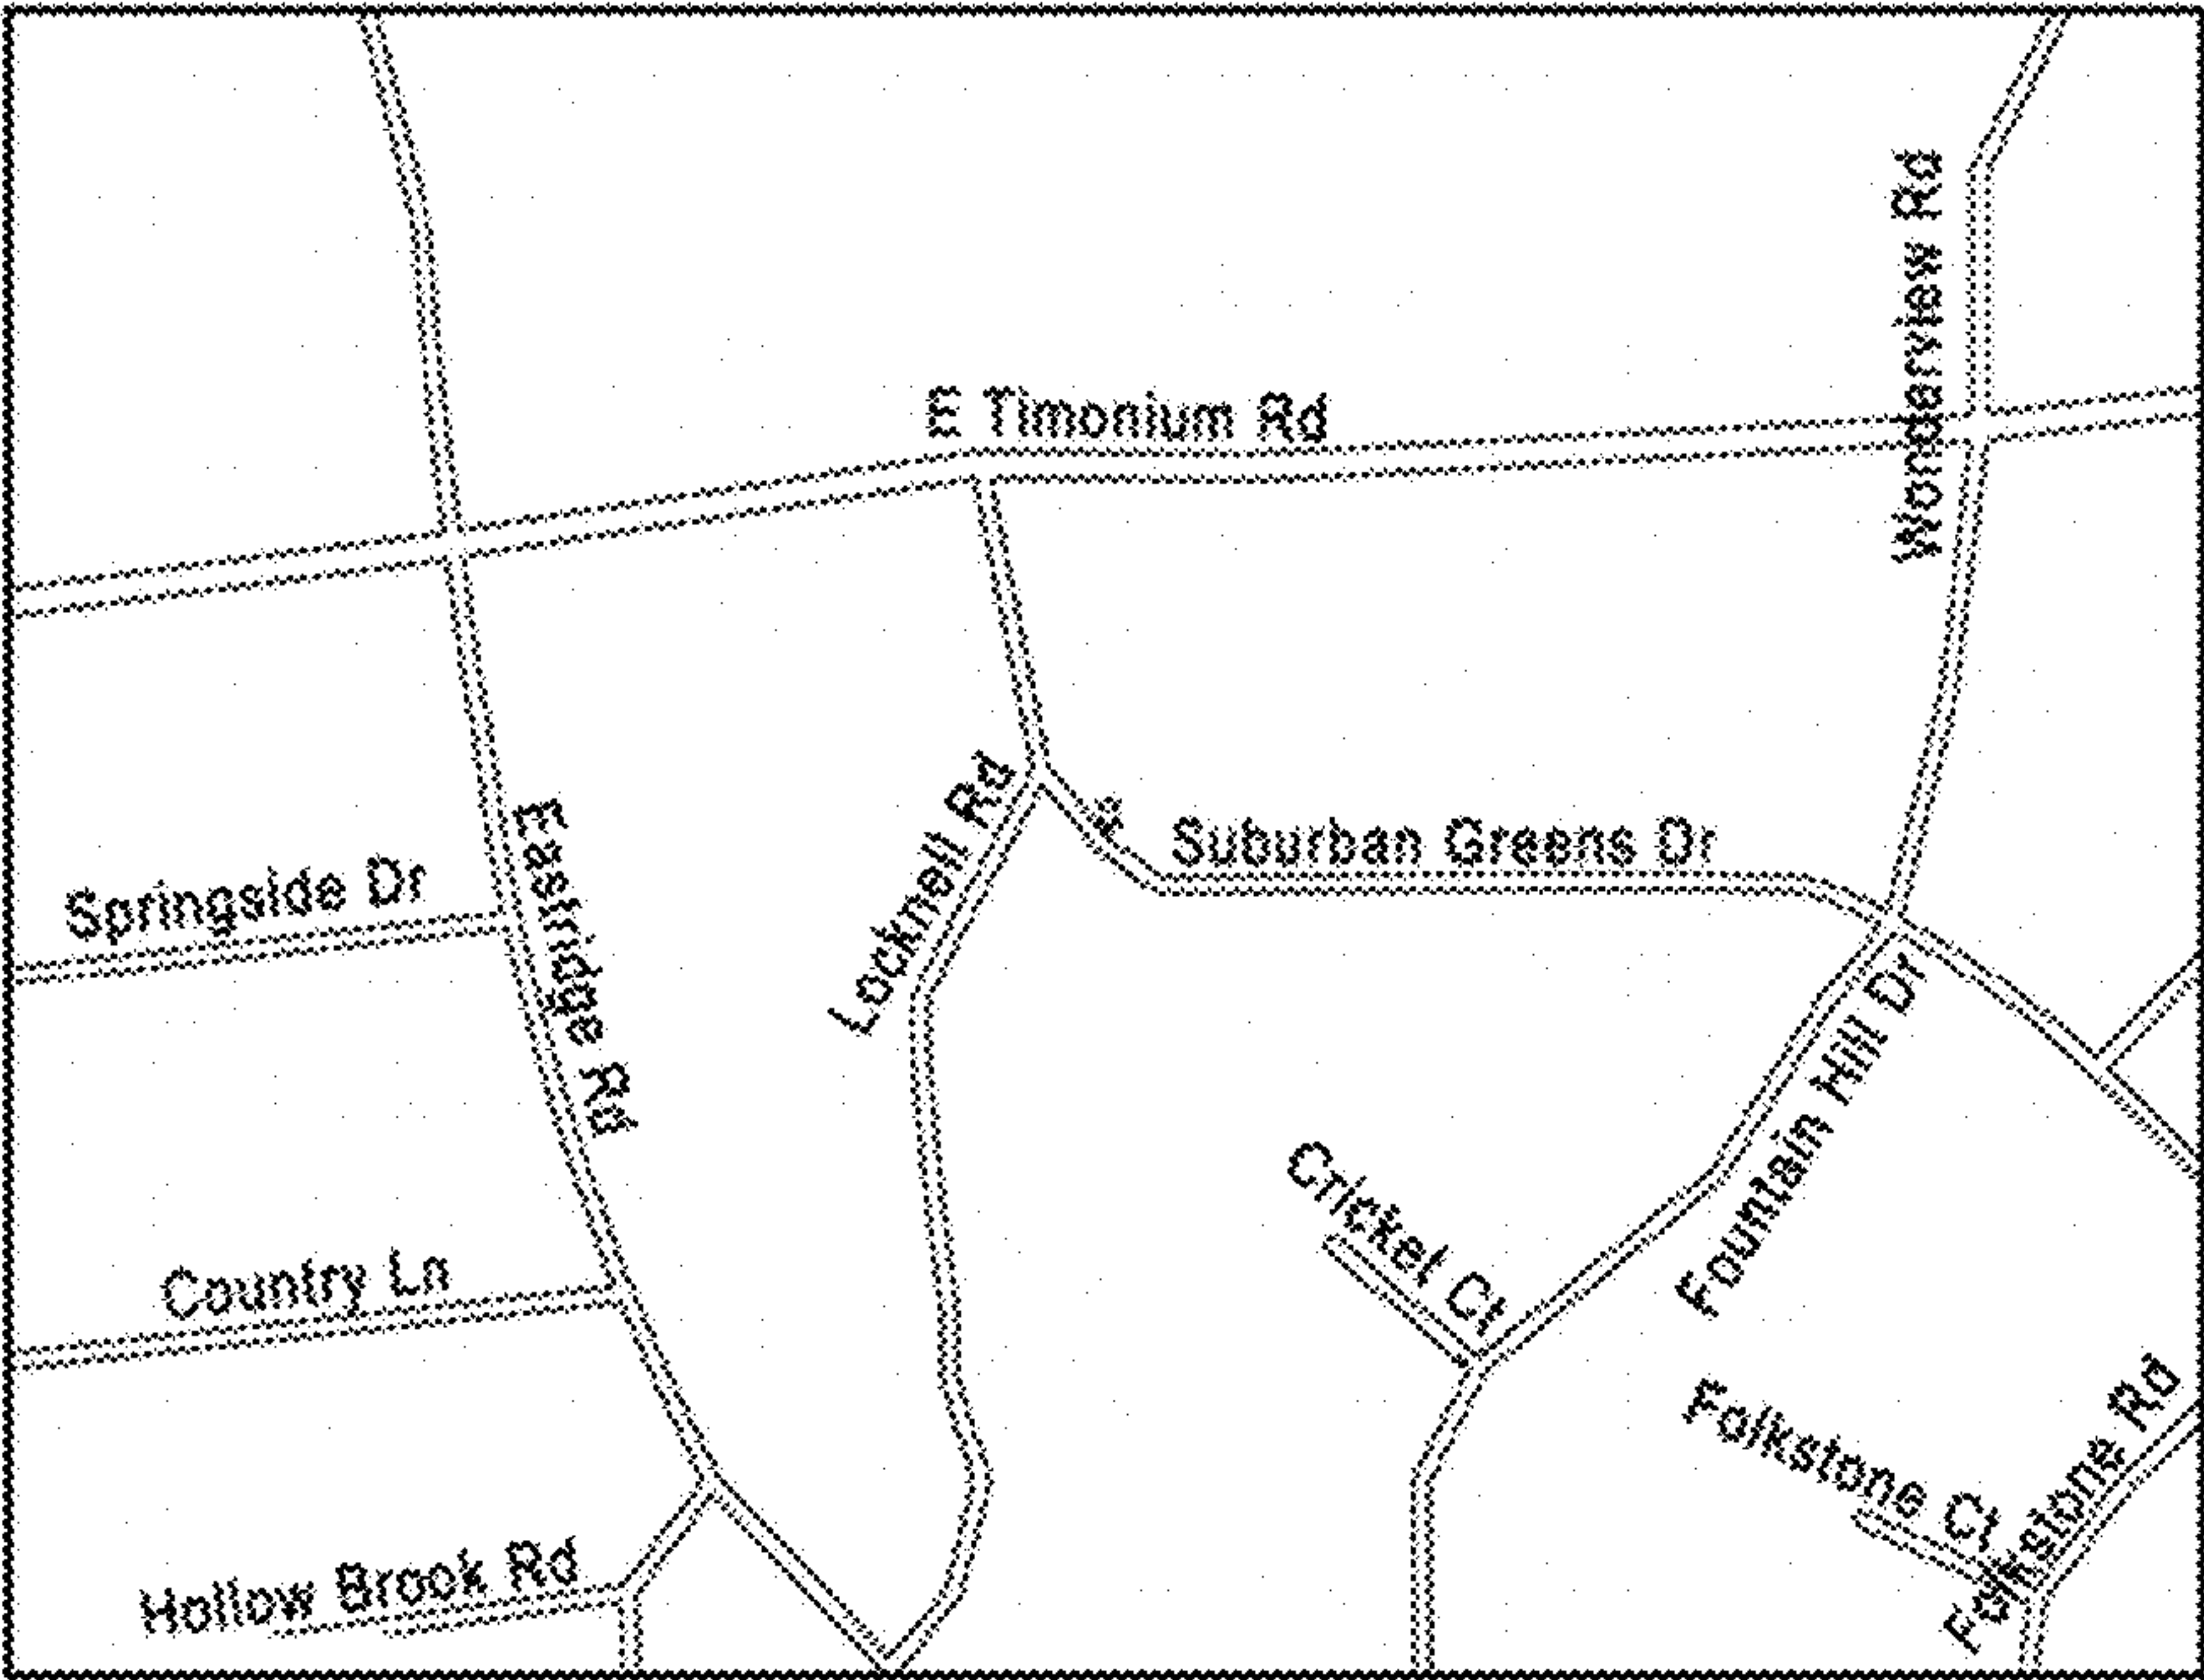 Wonderview Rd
E Timonium Rd
Locknell Rd
Suburban Greens Dr
Eastridge Rd
Springside Dr
Fountain Hill Dr
Cricket Ct
Country Ln
Folkstone Ct
Folkstone Rd
Hollow Brook Rd